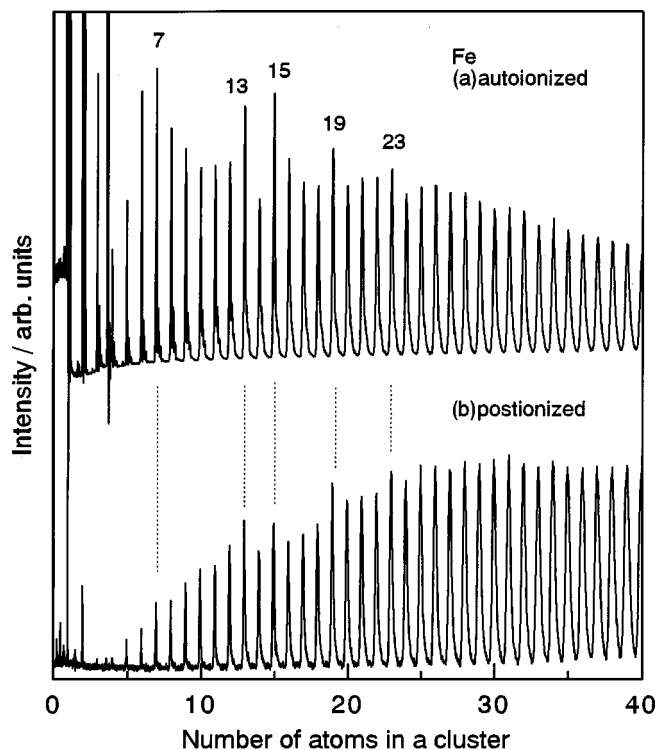 Fe
(a)autoionized
7
13
15
19
23
(b)postionized
Intensity / arb. units
0
10
20
30
40
Number of atoms in a cluster